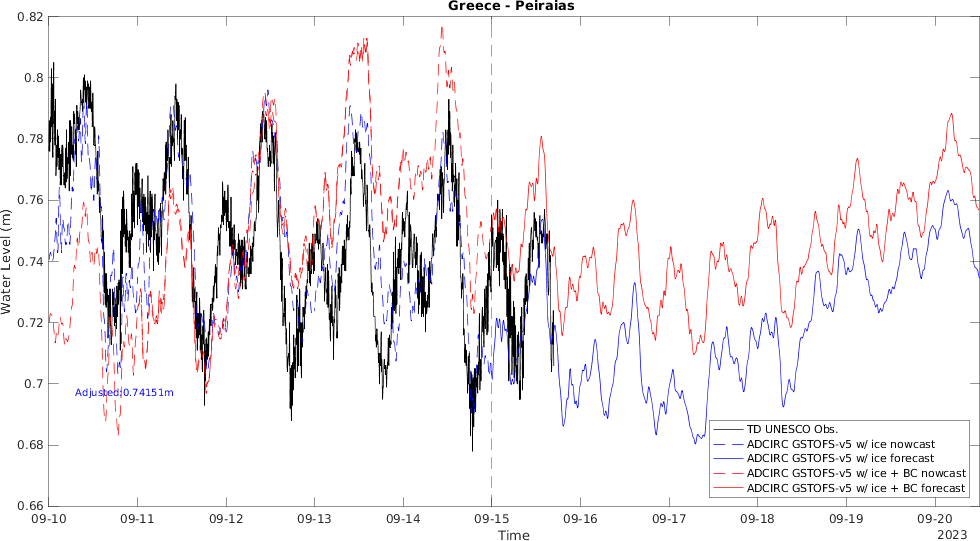 Greece - Peiraias
0.82
0.8
0.78
0.76
0.74
0.72
0.7
0.68
0.66
Water Level (m)
Adjusted:0.74151m
TD UNESCO Obs.
ADCIRC GSTOFS-v5 w/ ice nowcast
ADCIRC GSTOFS-v5 w/ ice forecast
ADCIRC GSTOFS-v5 w/ ice + BC nowcast
ADCIRC GSTOFS-v5 w/ ice + BC forecast
09-10 09-11 09-12 09-13 09-14 09-15 09-16 09-17 09-18 09-19 09-20
Time
2023